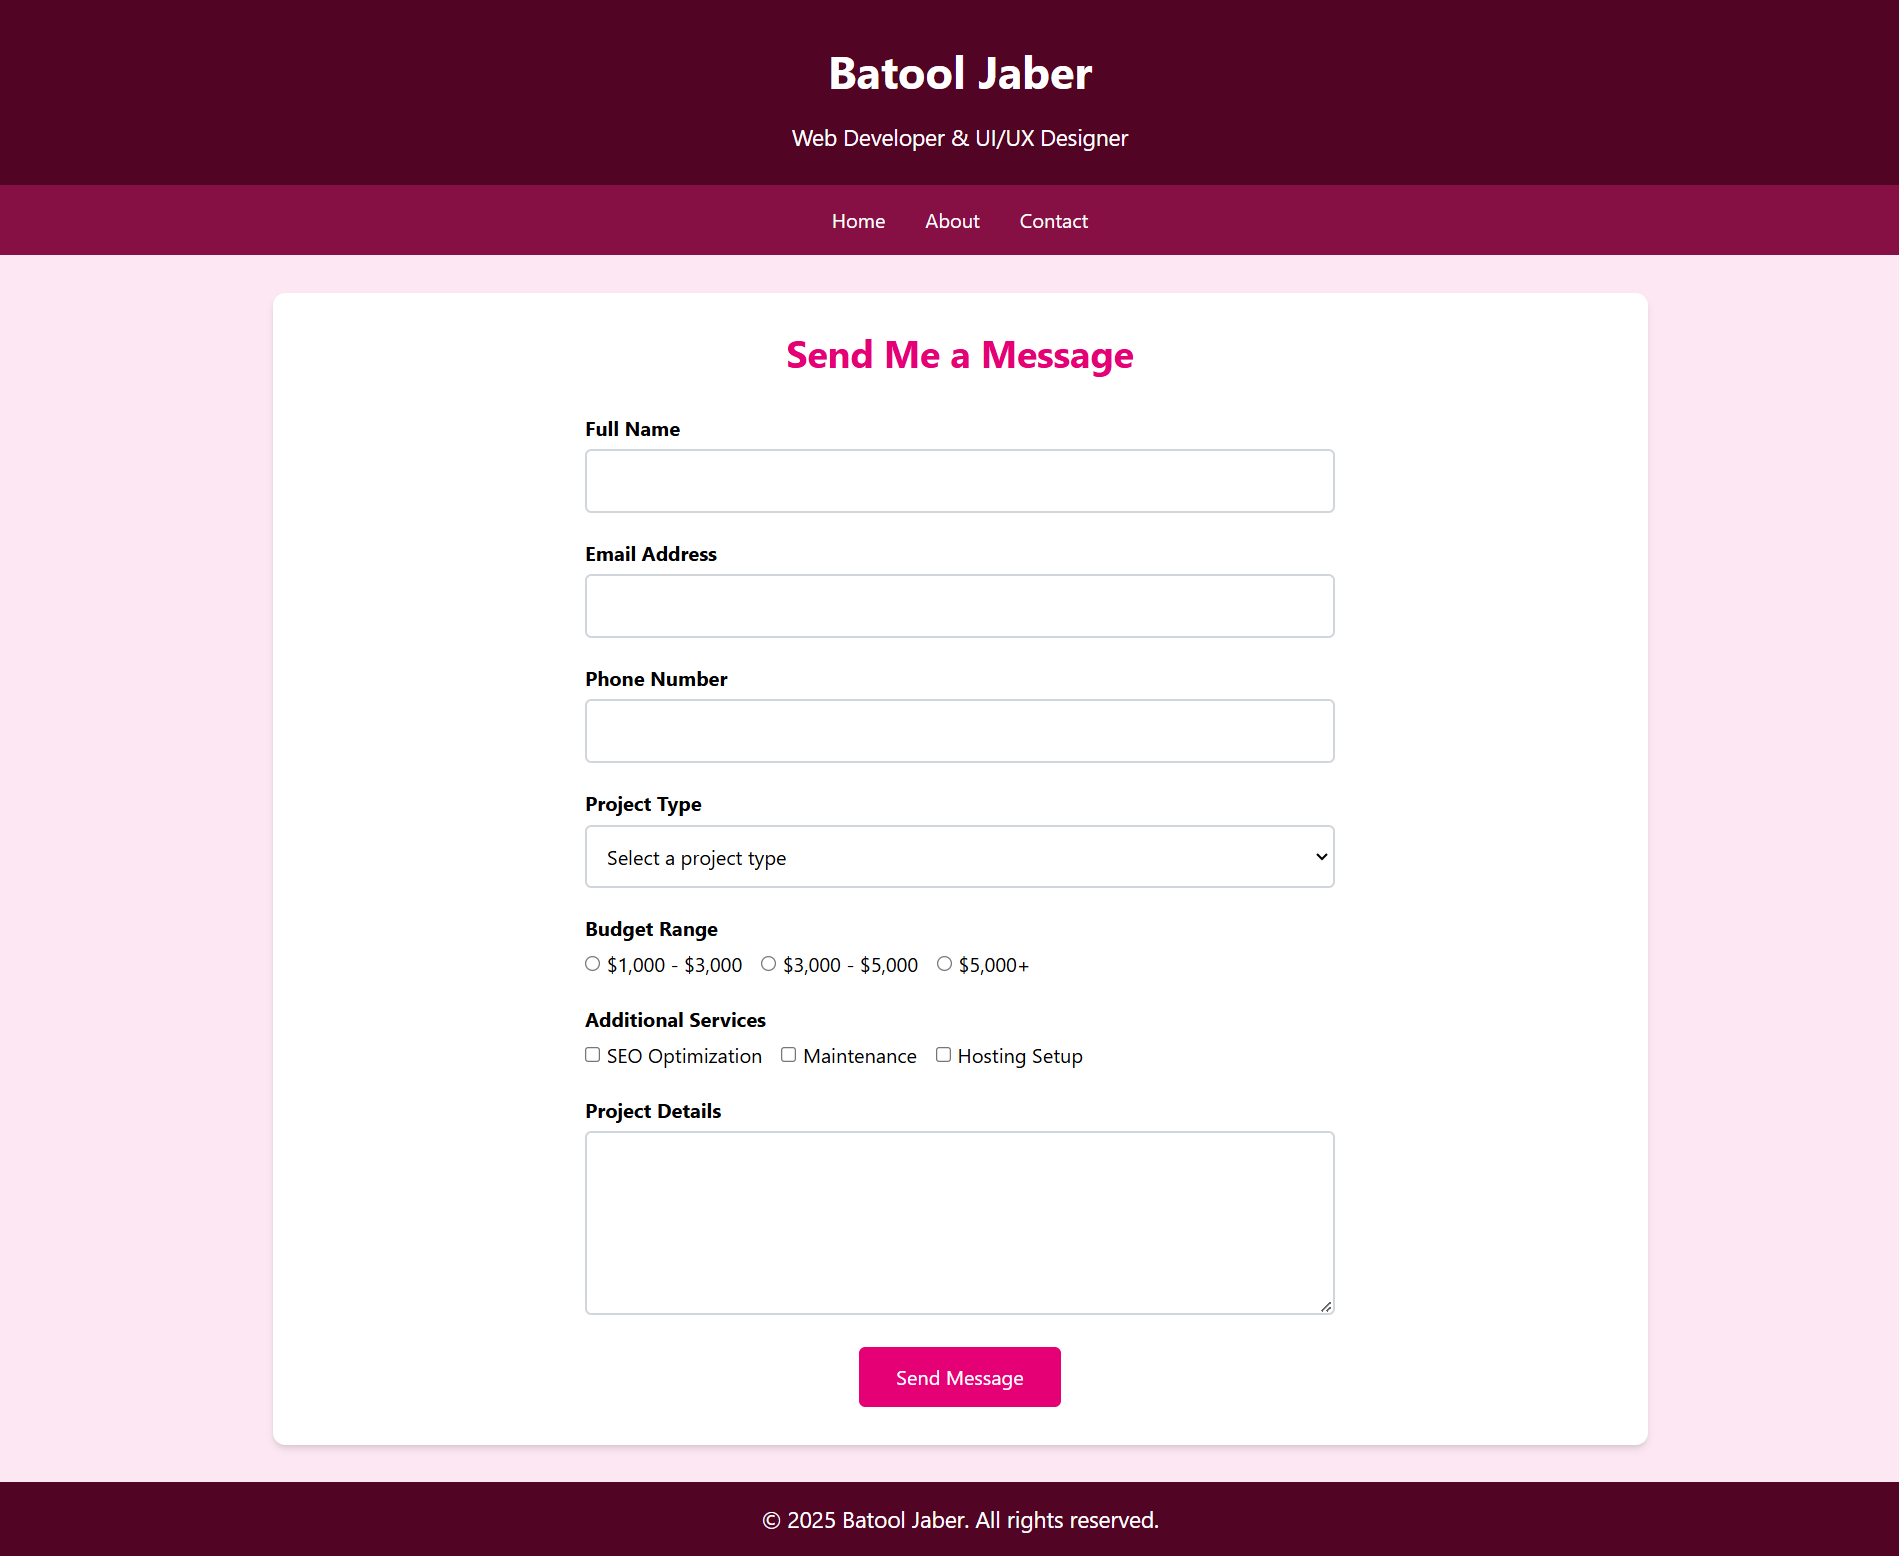 Batool Jaber
Web Developer & UI/UX Designer
Home About Contact
Send Me a Message
Full Name
Email Address
Phone Number
Project Type
Select a project type
Budget Range
$1,000 - $3,000 $3,000 - $5,000 $5,000+
Additional Services
SEO Optimization Maintenance Hosting Setup
Project Details
Send Message
© 2025 Batool Jaber. All rights reserved.